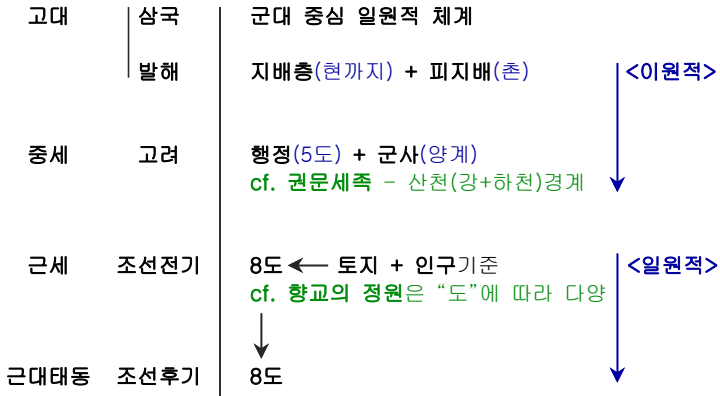 고대 삼국 군대 중심 일원적 체계
발해 지배층(현까지) + 피지배(촌) <이원적>
중세 고려 행정(5도) + 군사(양계)
cf. 권문세족 - 산천(강+하천)경계
근세 조선전기 8도 토지 + 인구기준 <일원적>
cf. 향교의 정원은 “도”에 따라 다양
근대태동 조선후기 8도